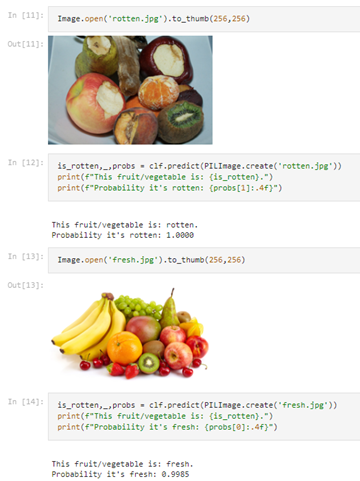 In [11]: Image.open('rotten.jpg').to_thumb(256,256)
Out[11]:
In [12]: is_rotten,_,probs = clf.predict(PILImage.create('rotten.jpg'))
print(f"This fruit/vegetable is: {is_rotten}.")
print(f"Probability it's rotten: {probs[1]:.4f}")
This fruit/vegetable is: rotten.
Probability it's rotten: 1.0000
In [13]: Image.open('fresh.jpg').to_thumb(256,256)
Out[13]:
In [14]: is_rotten,_,probs = clf.predict(PILImage.create('fresh.jpg'))
print(f"This fruit/vegetable is: {is_rotten}.")
print(f"Probability it's fresh: {probs[0]:.4f}")
This fruit/vegetable is: fresh.
Probability it's fresh: 0.9985